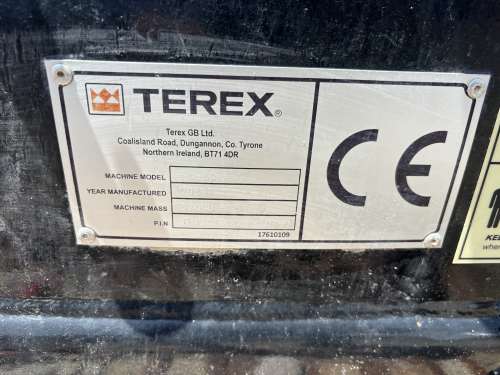 TEREX®
Terex GB Ltd.
Coalisland Road, Dungannon, Co. Tyrone
Northern Ireland, BT71 4DR
MACHINE MODEL
YEAR MANUFACTURED
MACHINE MASS
P.I.N
17610109
CE